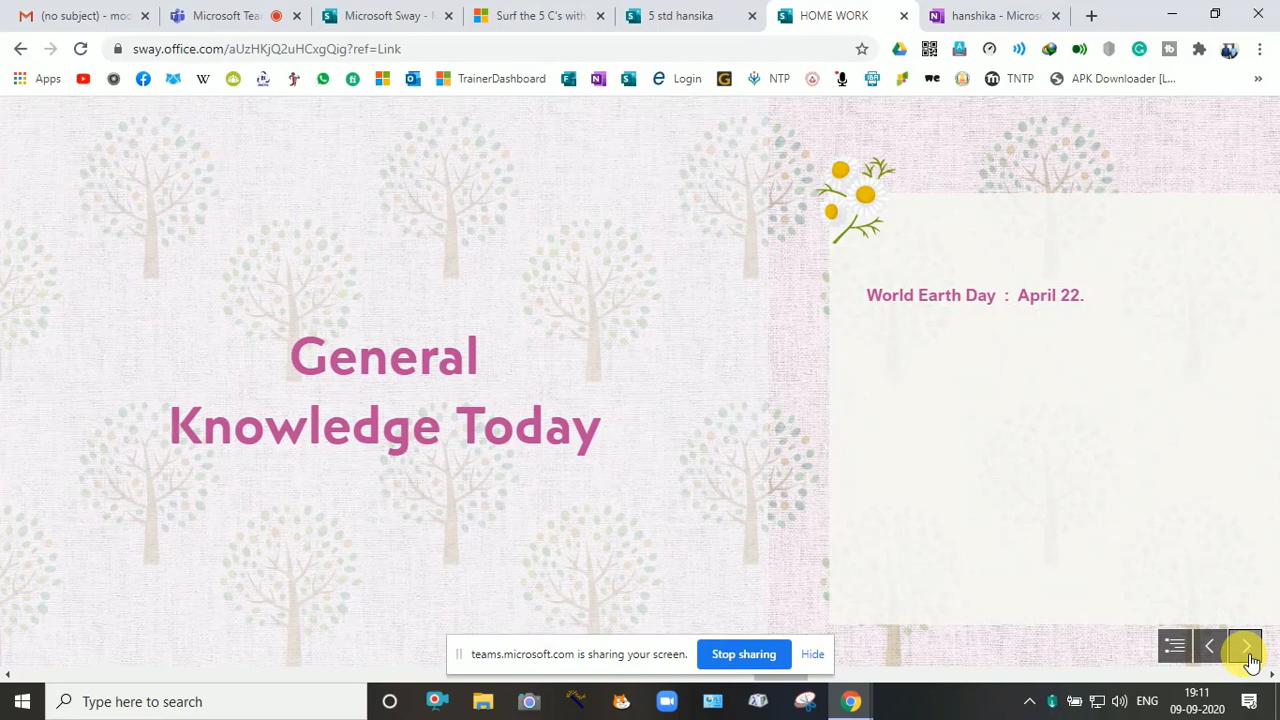 (no subject) - moc
Microsoft Tea
Microsoft Sway -
Surf the 5 C's with
5 std hansika
HOME WORK
hanshika - Micros
sway.office.com/aUzHKjQ2uHCxgQig?ref=Link
Apps
TrainerDashboard
Login
NTP
TNTP
APK Downloader [L...
General
Knowledge Today
World Earth Day : April 22.
teams.microsoft.com is sharing your screen.
Stop sharing
Hide
Type here to search
ENG
19:11
09-09-2020